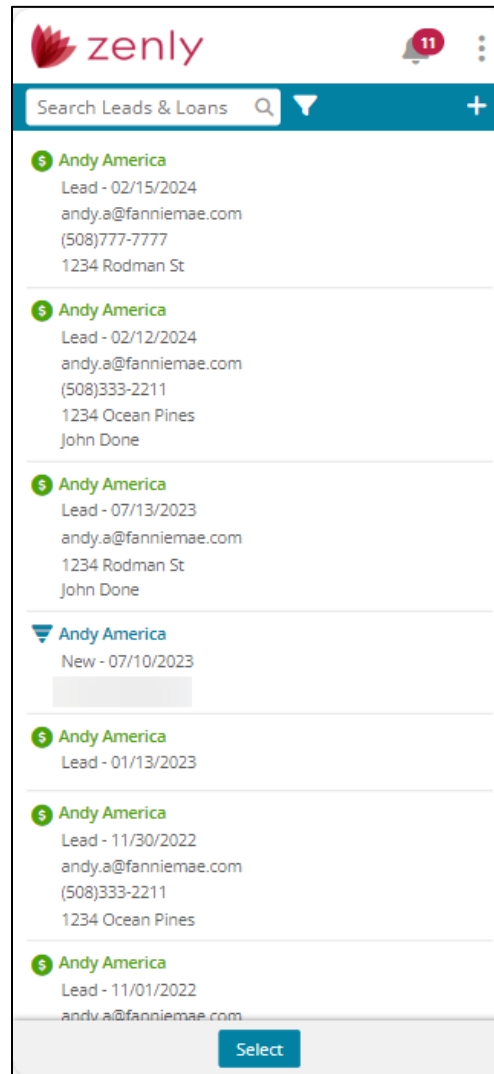 zenly
11
Search Leads & Loans
Andy America
Lead - 02/15/2024
andy.a@fanniemae.com
(508)777-7777
1234 Rodman St
Andy America
Lead - 02/12/2024
andy.a@fanniemae.com
(508)333-2211
1234 Ocean Pines
John Done
Andy America
Lead - 07/13/2023
andy.a@fanniemae.com
1234 Rodman St
John Done
Andy America
New - 07/10/2023
Andy America
Lead - 01/13/2023
Andy America
Lead - 11/30/2022
andy.a@fanniemae.com
(508)333-2211
1234 Ocean Pines
Andy America
Lead - 11/01/2022
andy.a@fanniemae.com
Select